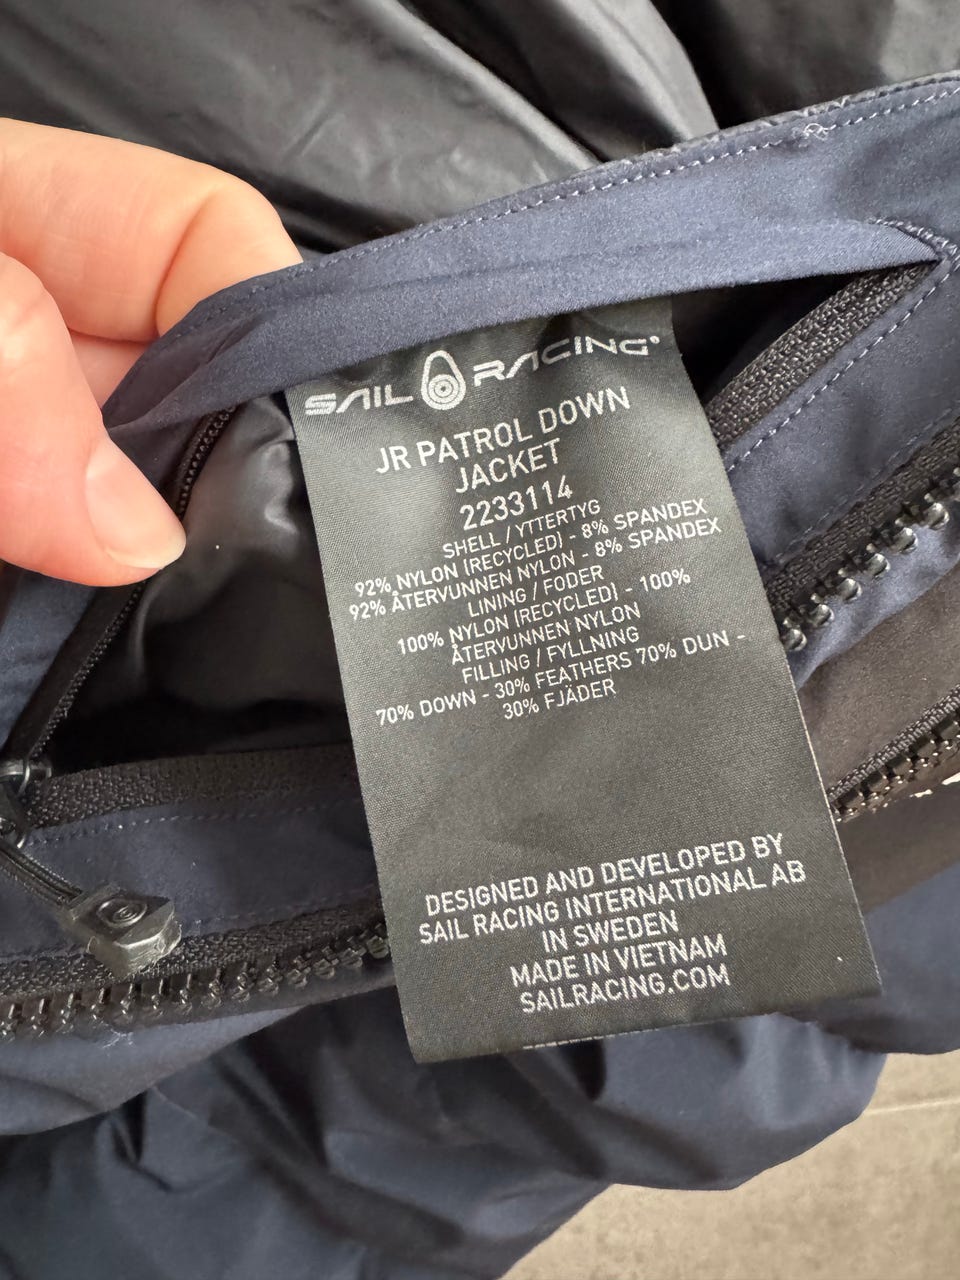 SAIL RACING®
JR PATROL DOWN
JACKET
2233114
SHELL / YTTERTYG
92% NYLON (RECYCLED) - 8% SPANDEX
92% ÅTERVUNNEN NYLON - 8% SPANDEX
LINING / FODER
100% NYLON (RECYCLED) - 100%
ÅTERVUNNEN NYLON
FILLING / FYLLNING
70% DOWN - 30% FEATHERS 70% DUN -
30% FJÄDER
DESIGNED AND DEVELOPED BY
SAIL RACING INTERNATIONAL AB
IN SWEDEN
MADE IN VIETNAM
SAILRACING.COM